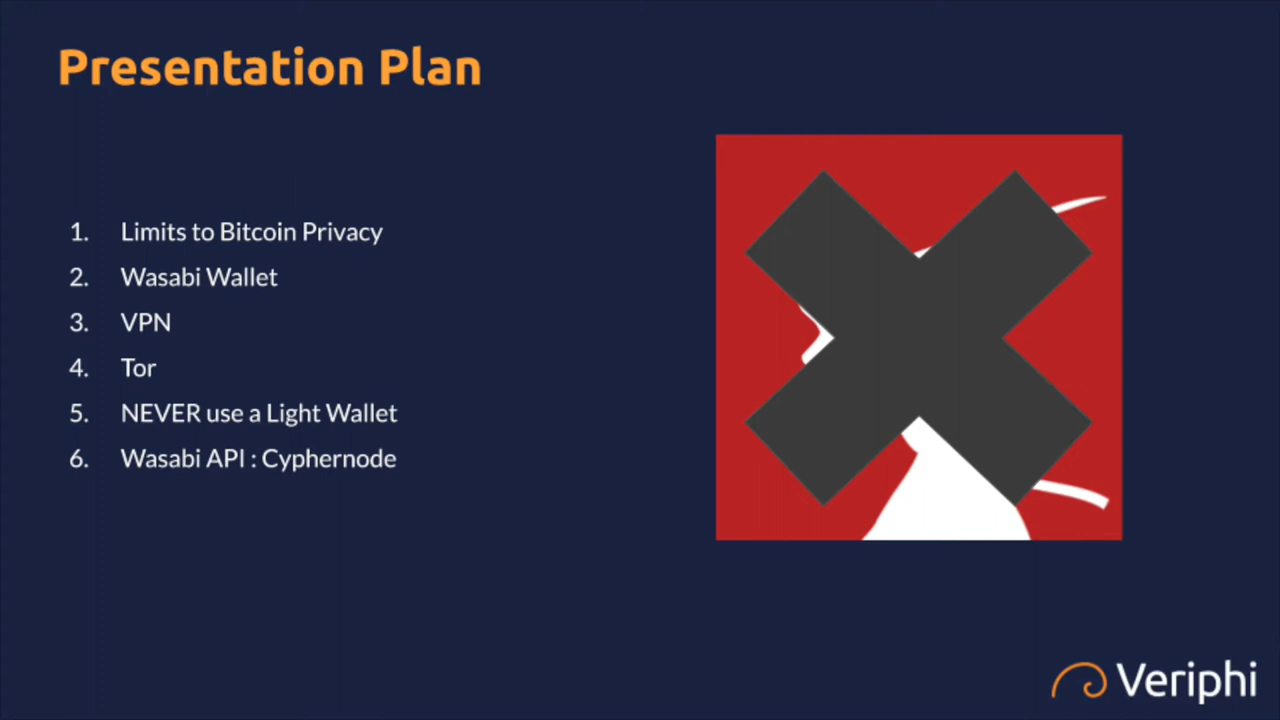 Presentation Plan
1. Limits to Bitcoin Privacy
2. Wasabi Wallet
3. VPN
4. Tor
5. NEVER use a Light Wallet
6. Wasabi API : Cyphernode
Veriphi